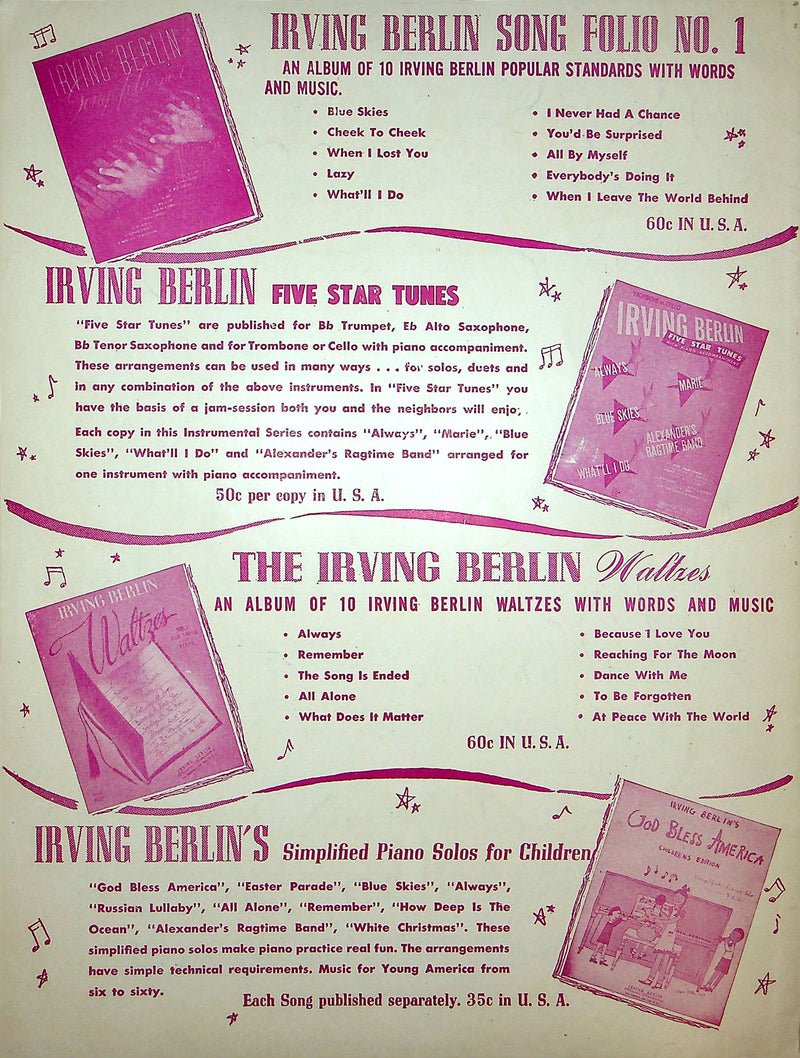 IRVING BERLIN SONG FOLIO NO. 1
AN ALBUM OF 10 IRVING BERLIN POPULAR STANDARDS WITH WORDS
AND MUSIC.
• Blue Skies
• Cheek To Cheek
• When I Lost You
• Lazy
• What'll I Do
• I Never Had A Chance
• You'd Be Surprised
• All By Myself
• Everybody's Doing It
• When I Leave The World Behind
60c IN U. S. A.
IRVING BERLIN
Song Folio
IRVING BERLIN FIVE STAR TUNES
"Five Star Tunes" are published for Bb Trumpet, Eb Alto Saxophone,
Bb Tenor Saxophone and for Trombone or Cello with piano accompaniment.
These arrangements can be used in many ways . . . for solos, duets and
in any combination of the above instruments. In "Five Star Tunes" you
have the basis of a jam-session both you and the neighbors will enjo,.
Each copy in this Instrumental Series contains "Always", "Marie", "Blue
Skies", "What'll I Do" and "Alexander's Ragtime Band" arranged for
one instrument with piano accompaniment.
50c per copy in U. S. A.
TROMBONE or CELLO
IRVING BERLIN
FIVE STAR TUNES
WITH PIANO ACCOMPANIMENT
ALWAYS
MARIE
BLUE SKIES
ALEXANDER'S
RAGTIME BAND
WHAT'LL I DO
THE IRVING BERLIN Waltzes
AN ALBUM OF 10 IRVING BERLIN WALTZES WITH WORDS AND MUSIC
• Always
• Remember
• The Song Is Ended
• All Alone
• What Does It Matter
• Because I Love You
• Reaching For The Moon
• Dance With Me
• To Be Forgotten
• At Peace With The World
60c IN U. S. A.
IRVING BERLIN
Waltzes
IRVING BERLIN'S Simplified Piano Solos for Children
"God Bless America", "Easter Parade", "Blue Skies", "Always",
"Russian Lullaby", "All Alone", "Remember", "How Deep Is The
Ocean", "Alexander's Ragtime Band", "White Christmas". These
simplified piano solos make piano practice real fun. The arrangements
have simple technical requirements. Music for Young America from
six to sixty.
Each Song published separately. 35c in U. S. A.
IRVING BERLIN'S
GOD BLESS AMERICA
CHILDRENS EDITION
IRVING BERLIN